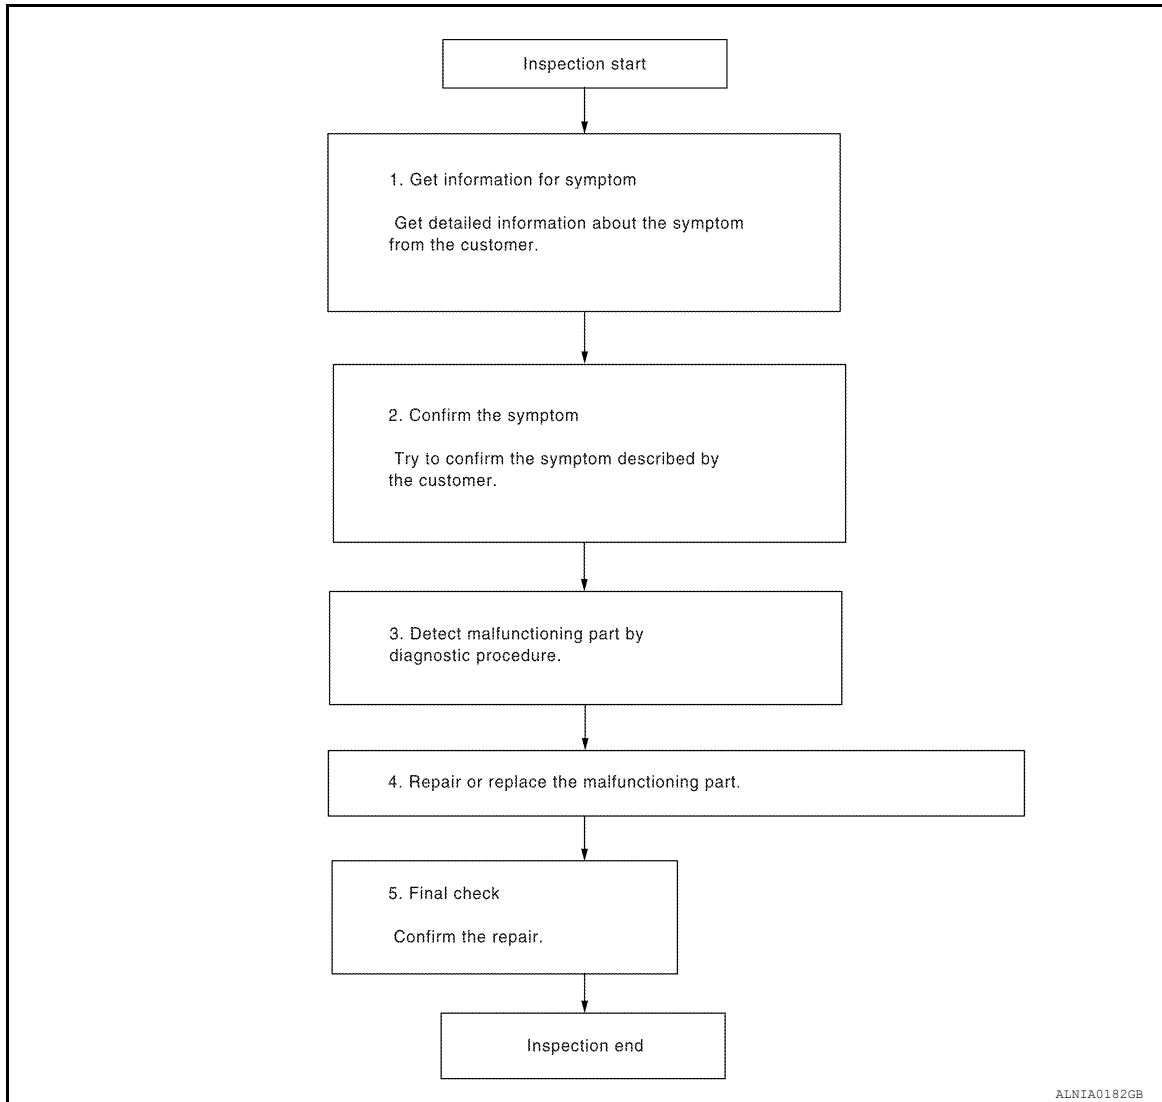 Inspection start
1. Get information for symptom
Get detailed information about the symptom
from the customer.
2. Confirm the symptom
Try to confirm the symptom described by
the customer.
3. Detect malfunctioning part by
diagnostic procedure.
4. Repair or replace the malfunctioning part.
5. Final check
Confirm the repair.
Inspection end
ALNIA0182GB